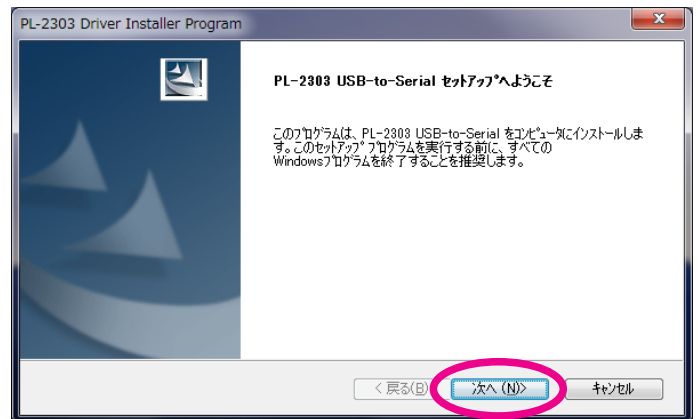 PL-2303 Driver Installer Program
PL-2303 USB-to-Serial ｾｯﾄｱｯﾌﾟへようこそ
このﾌﾟﾛｸﾞﾗﾑは、PL-2303 USB-to-Serial をｺﾝﾋﾟｭｰﾀにインストールしま
す。このｾｯﾄｱｯﾌﾟ ﾌﾟﾛｸﾞﾗﾑを実行する前に、すべての
Windowsﾌﾟﾛｸﾞﾗﾑを終了することを推奨します。
< 戻る(B) 次へ (N)> ｷｬﾝｾﾙ